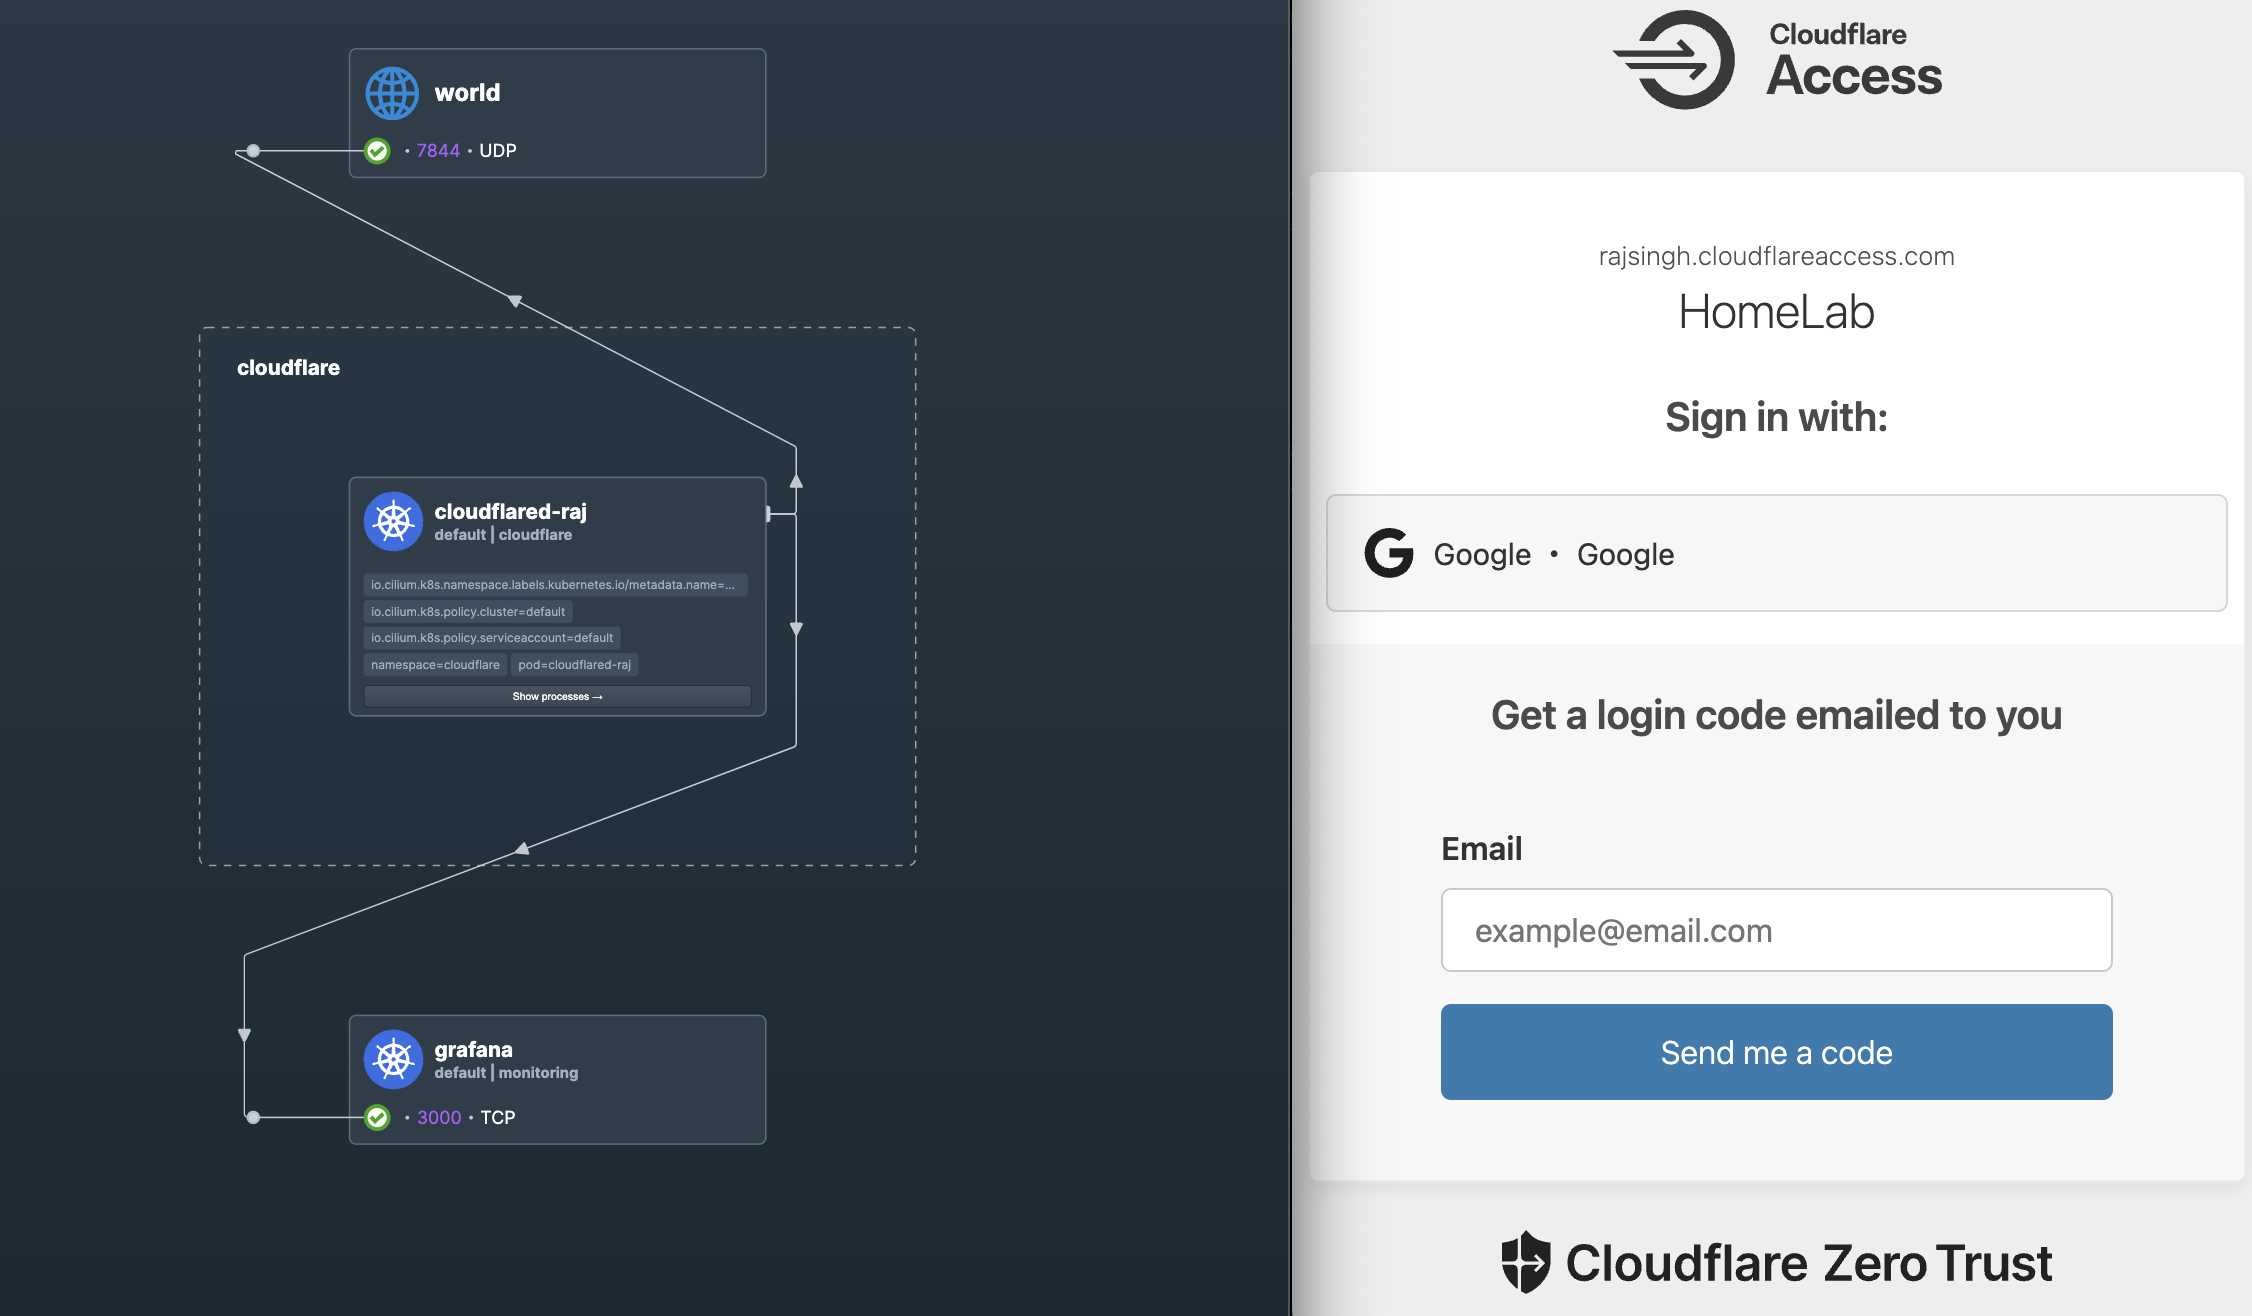 world
• 7844 • UDP
cloudflare
cloudflared-raj
default | cloudflare
io.cilium.k8s.namespace.labels.kubernetes.io/metadata.name=...
io.cilium.k8s.policy.cluster=default
io.cilium.k8s.policy.serviceaccount=default
namespace=cloudflare pod=cloudflared-raj
Show processes →
grafana
default | monitoring
• 3000 • TCP
Cloudflare
Access
rajsingh.cloudflareaccess.com
HomeLab
Sign in with:
Google • Google
Get a login code emailed to you
Email
example@email.com
Send me a code
Cloudflare Zero Trust